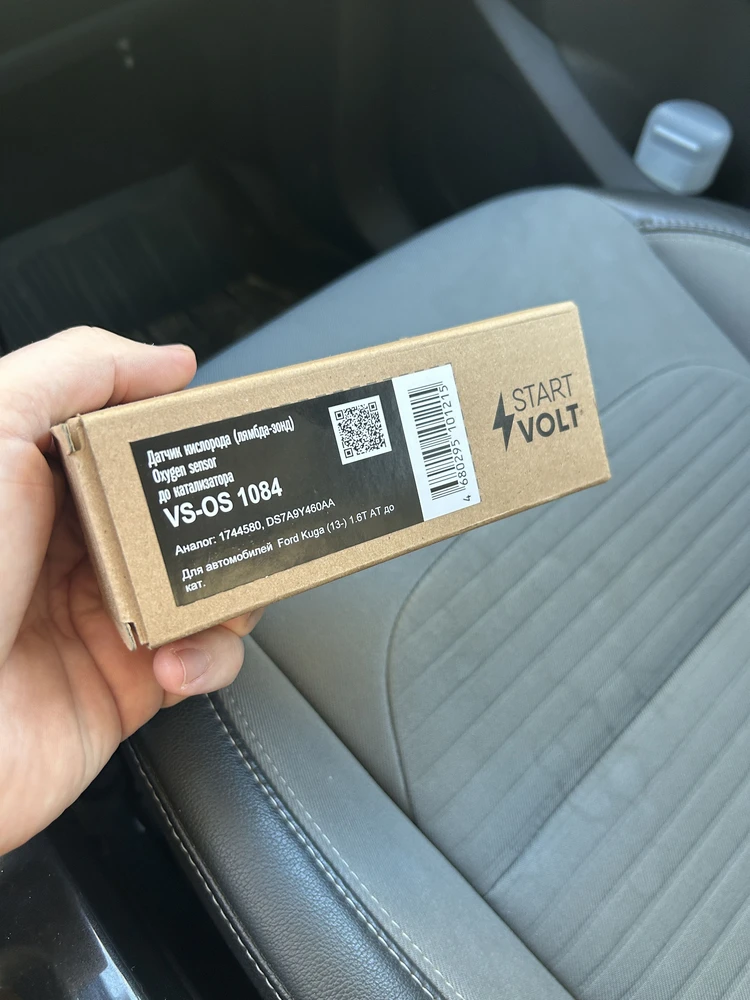 Датчик кислорода (лямбда-зонд)
Oxygen sensor
до катализатора
VS-OS 1084
Аналог: 1744580, DS7A9Y460AA
Для автомобилей Ford Kuga (13-) 1.6T AT до
кат.
4 680295 101215
START
VOLT